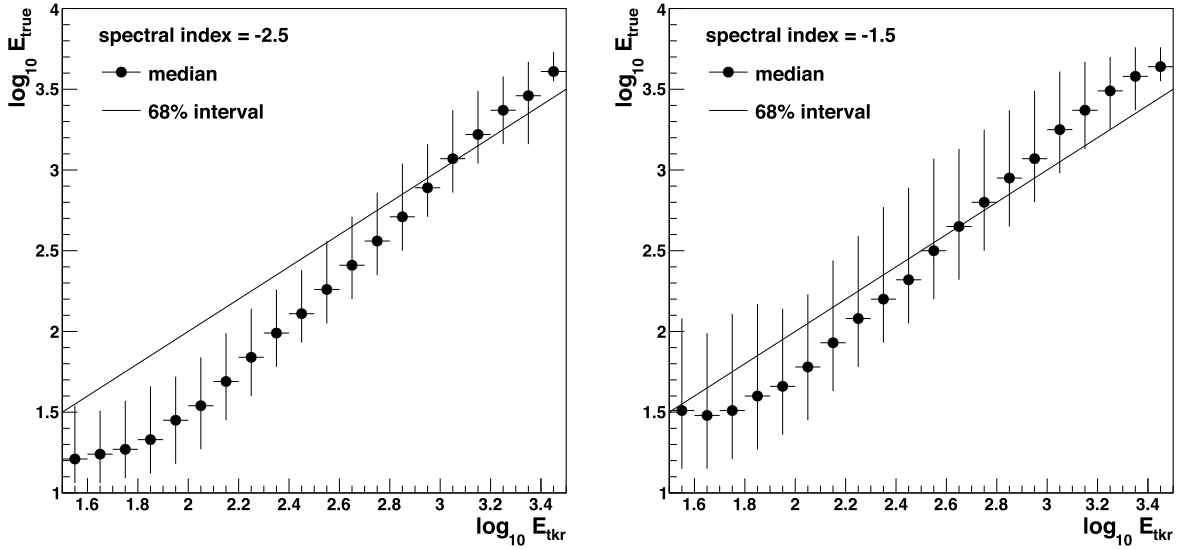 log10 Etrue
4
3.5
3
2.5
2
1.5
1
spectral index = -2.5
median
68% interval
1.6 1.8 2 2.2 2.4 2.6 2.8 3 3.2 3.4
log10 Etkr
log10 Etrue
4
3.5
3
2.5
2
1.5
1
spectral index = -1.5
median
68% interval
1.6 1.8 2 2.2 2.4 2.6 2.8 3 3.2 3.4
log10 Etkr